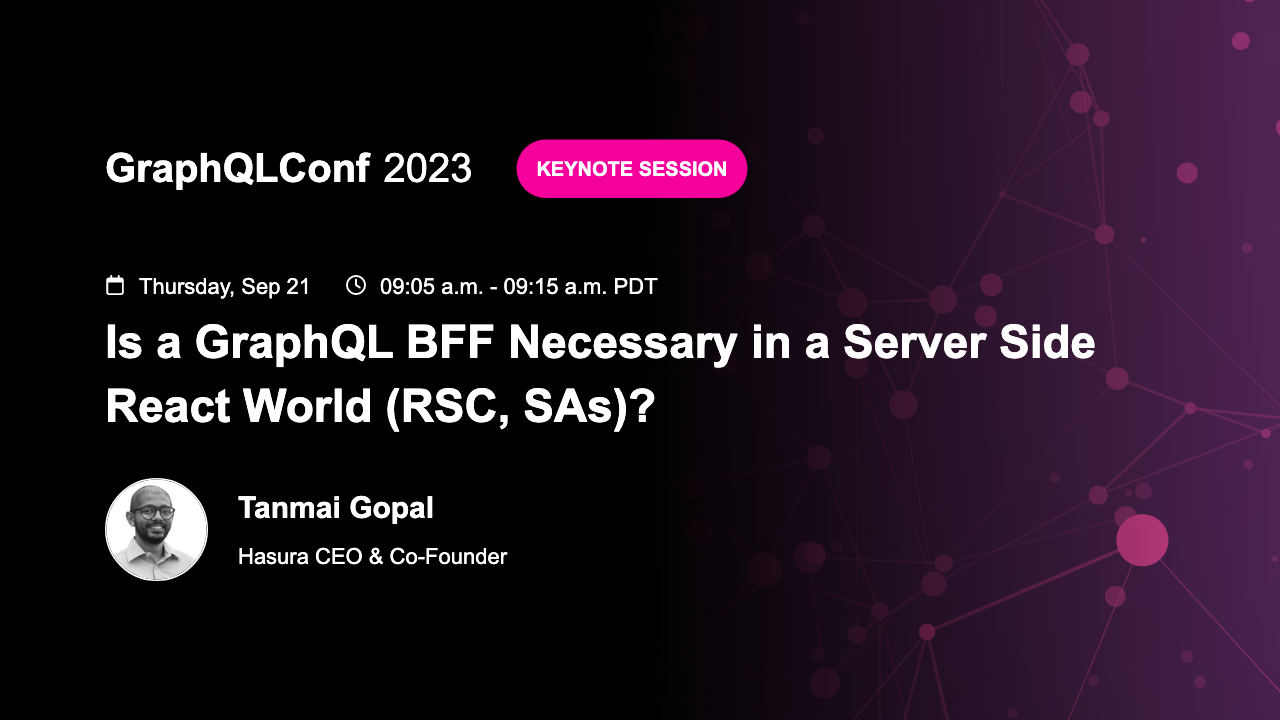 GraphQLConf 2023
KEYNOTE SESSION
Thursday, Sep 21
09:05 a.m. - 09:15 a.m. PDT
Is a GraphQL BFF Necessary in a Server Side
React World (RSC, SAs)?
Tanmai Gopal
Hasura CEO & Co-Founder